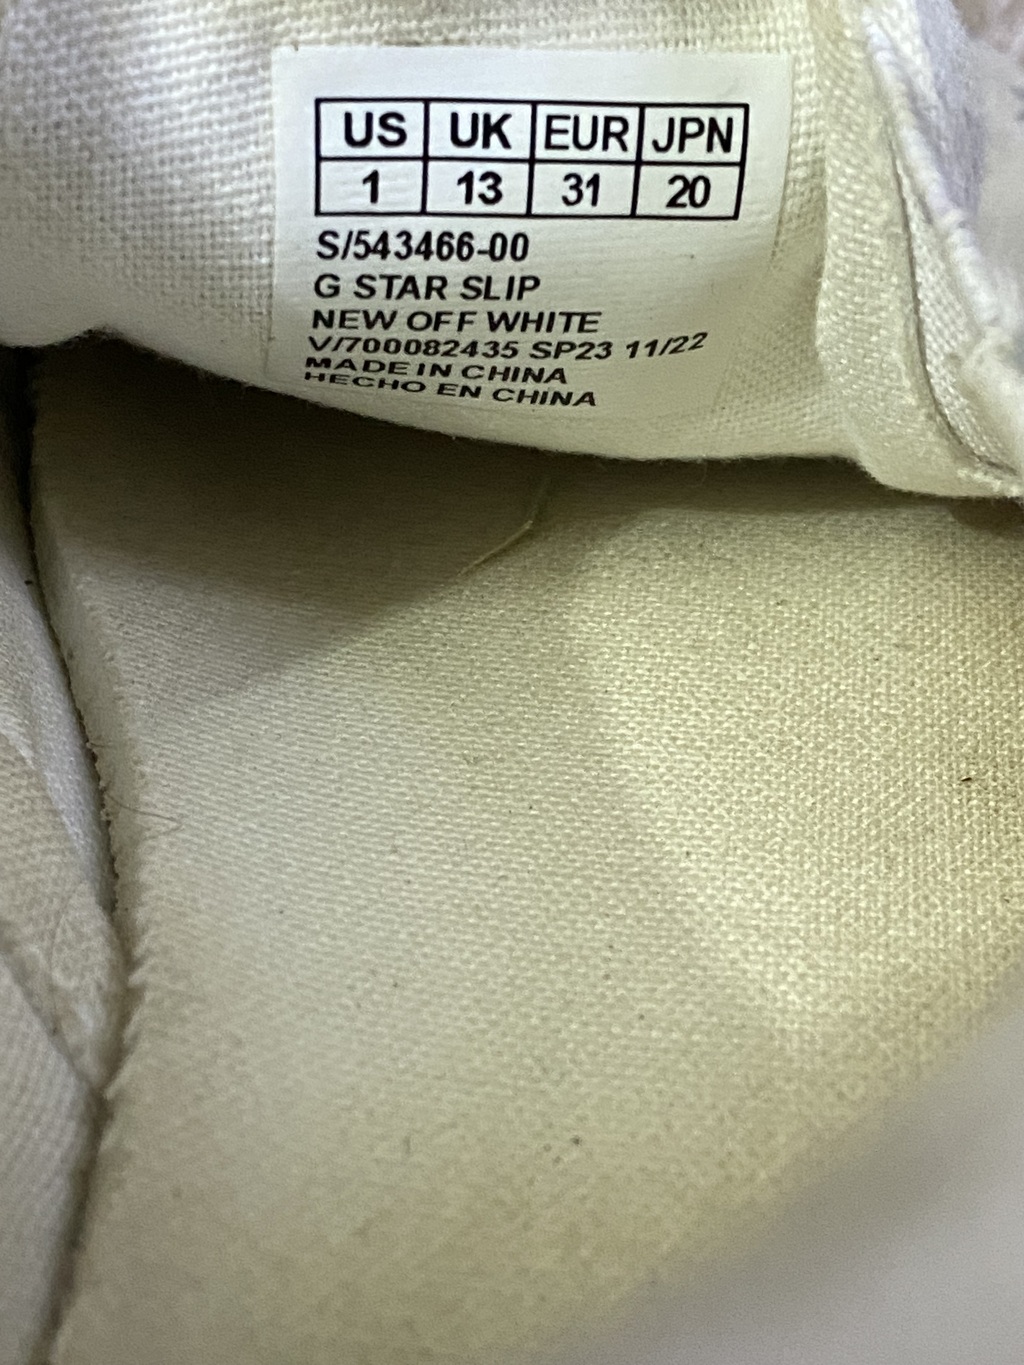 US UK EUR JPN
1 13 31 20
S/543466-00
G STAR SLIP
NEW OFF WHITE
V/700082435 SP23 11/22
MADE IN CHINA
HECHO EN CHINA